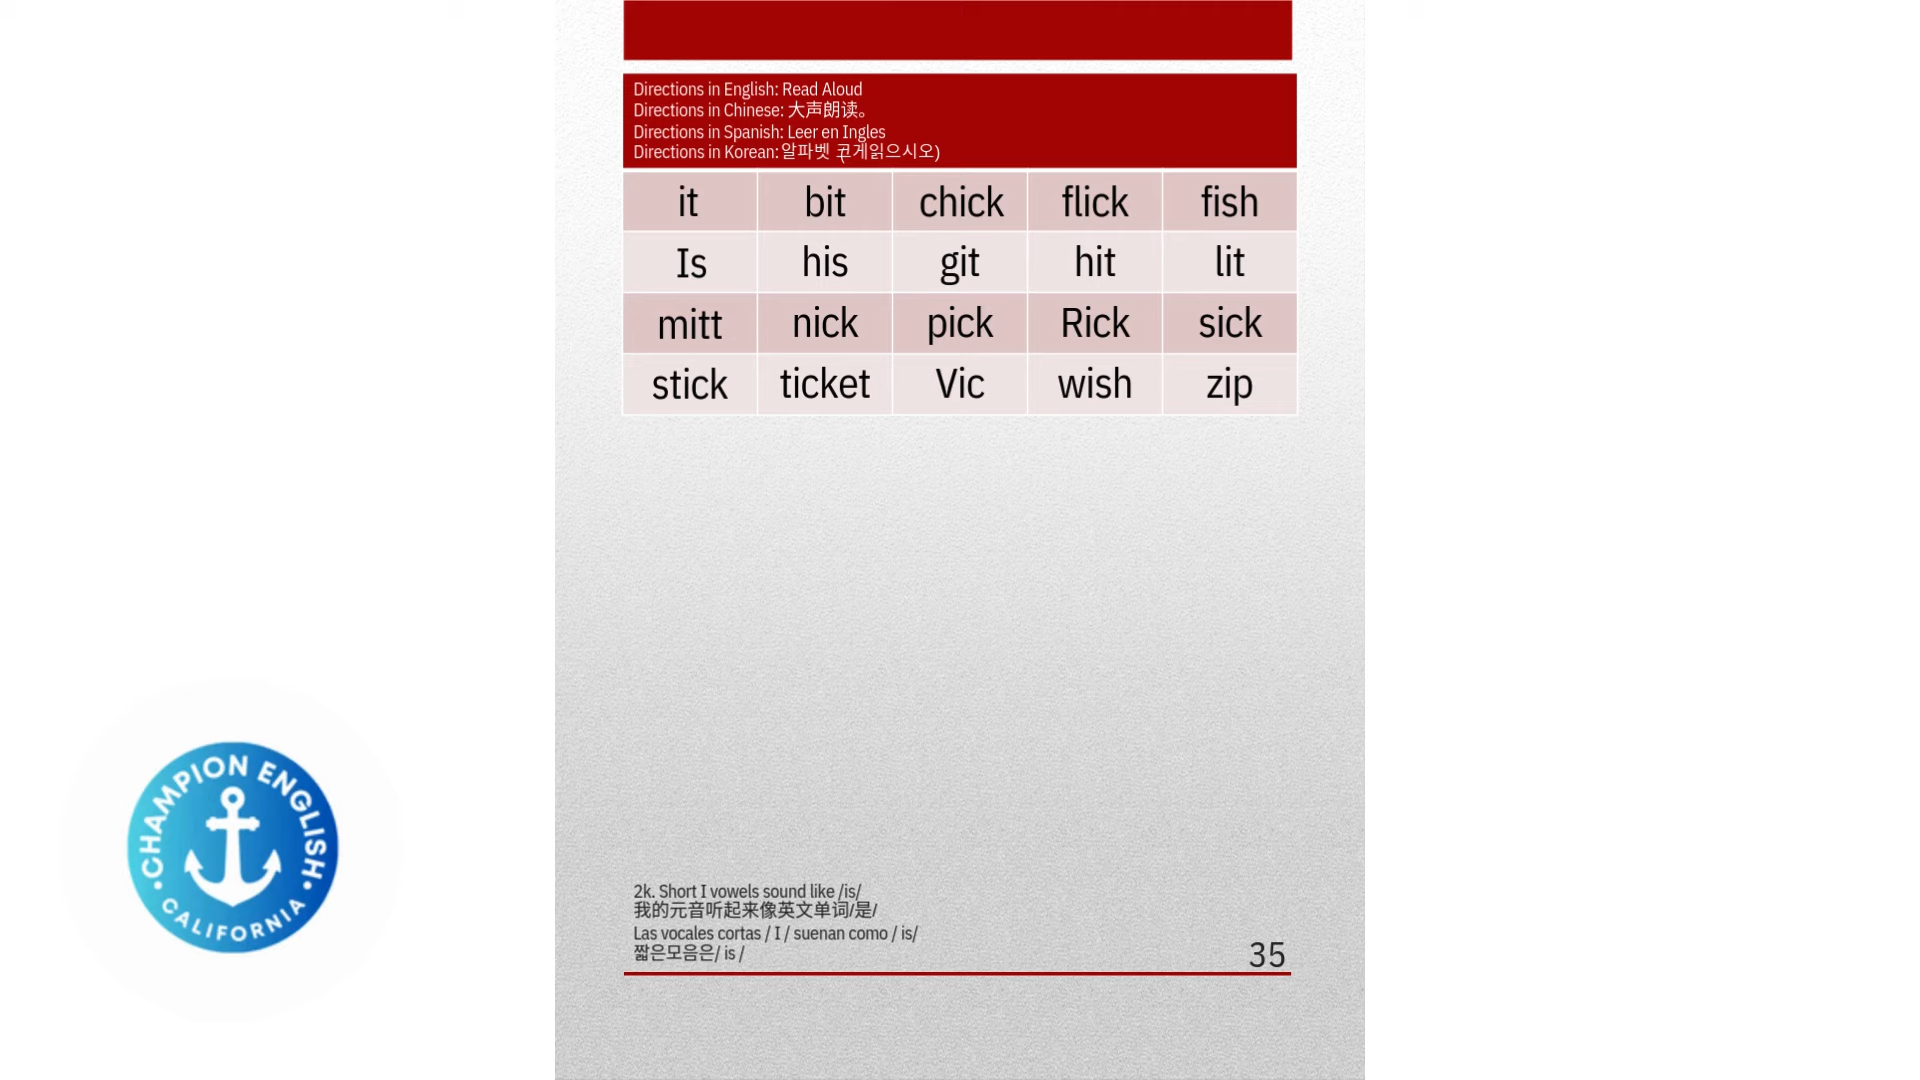 Directions in English: Read Aloud
Directions in Chinese: 大声朗读。
Directions in Spanish: Leer en Ingles
Directions in Korean: 알파벳 크게읽으시오)
it bit chick flick fish
Is his git hit lit
mitt nick pick Rick sick
stick ticket Vic wish zip
CHAMPION ENGLISH
CALIFORNIA
2k. Short I vowels sound like /is/
我的元音听起来像英文单词/是/
Las vocales cortas / I / suenan como / is/
짧은모음은/ is /
35